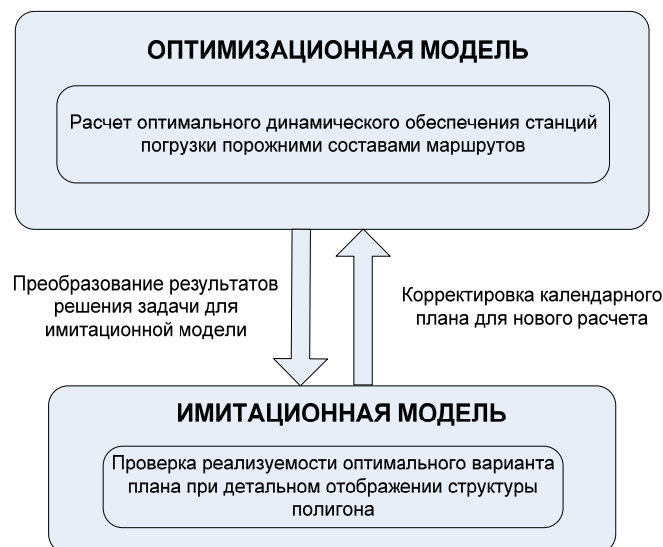 ОПТИМИЗАЦИОННАЯ МОДЕЛЬ
Расчет оптимального динамического обеспечения станций
погрузки порожними составами маршрутов
Преобразование результатов
решения задачи для
имитационной модели
Корректировка календарного
плана для нового расчета
ИМИТАЦИОННАЯ МОДЕЛЬ
Проверка реализуемости оптимального варианта
плана при детальном отображении структуры
полигона